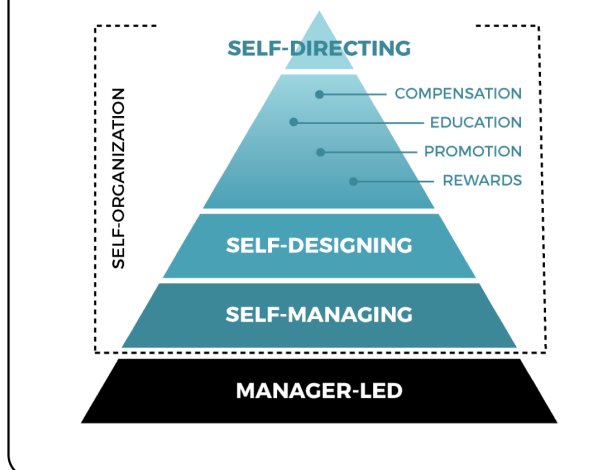 SELF-DIRECTING
COMPENSATION
EDUCATION
PROMOTION
REWARDS
SELF-ORGANIZATION
SELF-DESIGNING
SELF-MANAGING
MANAGER-LED